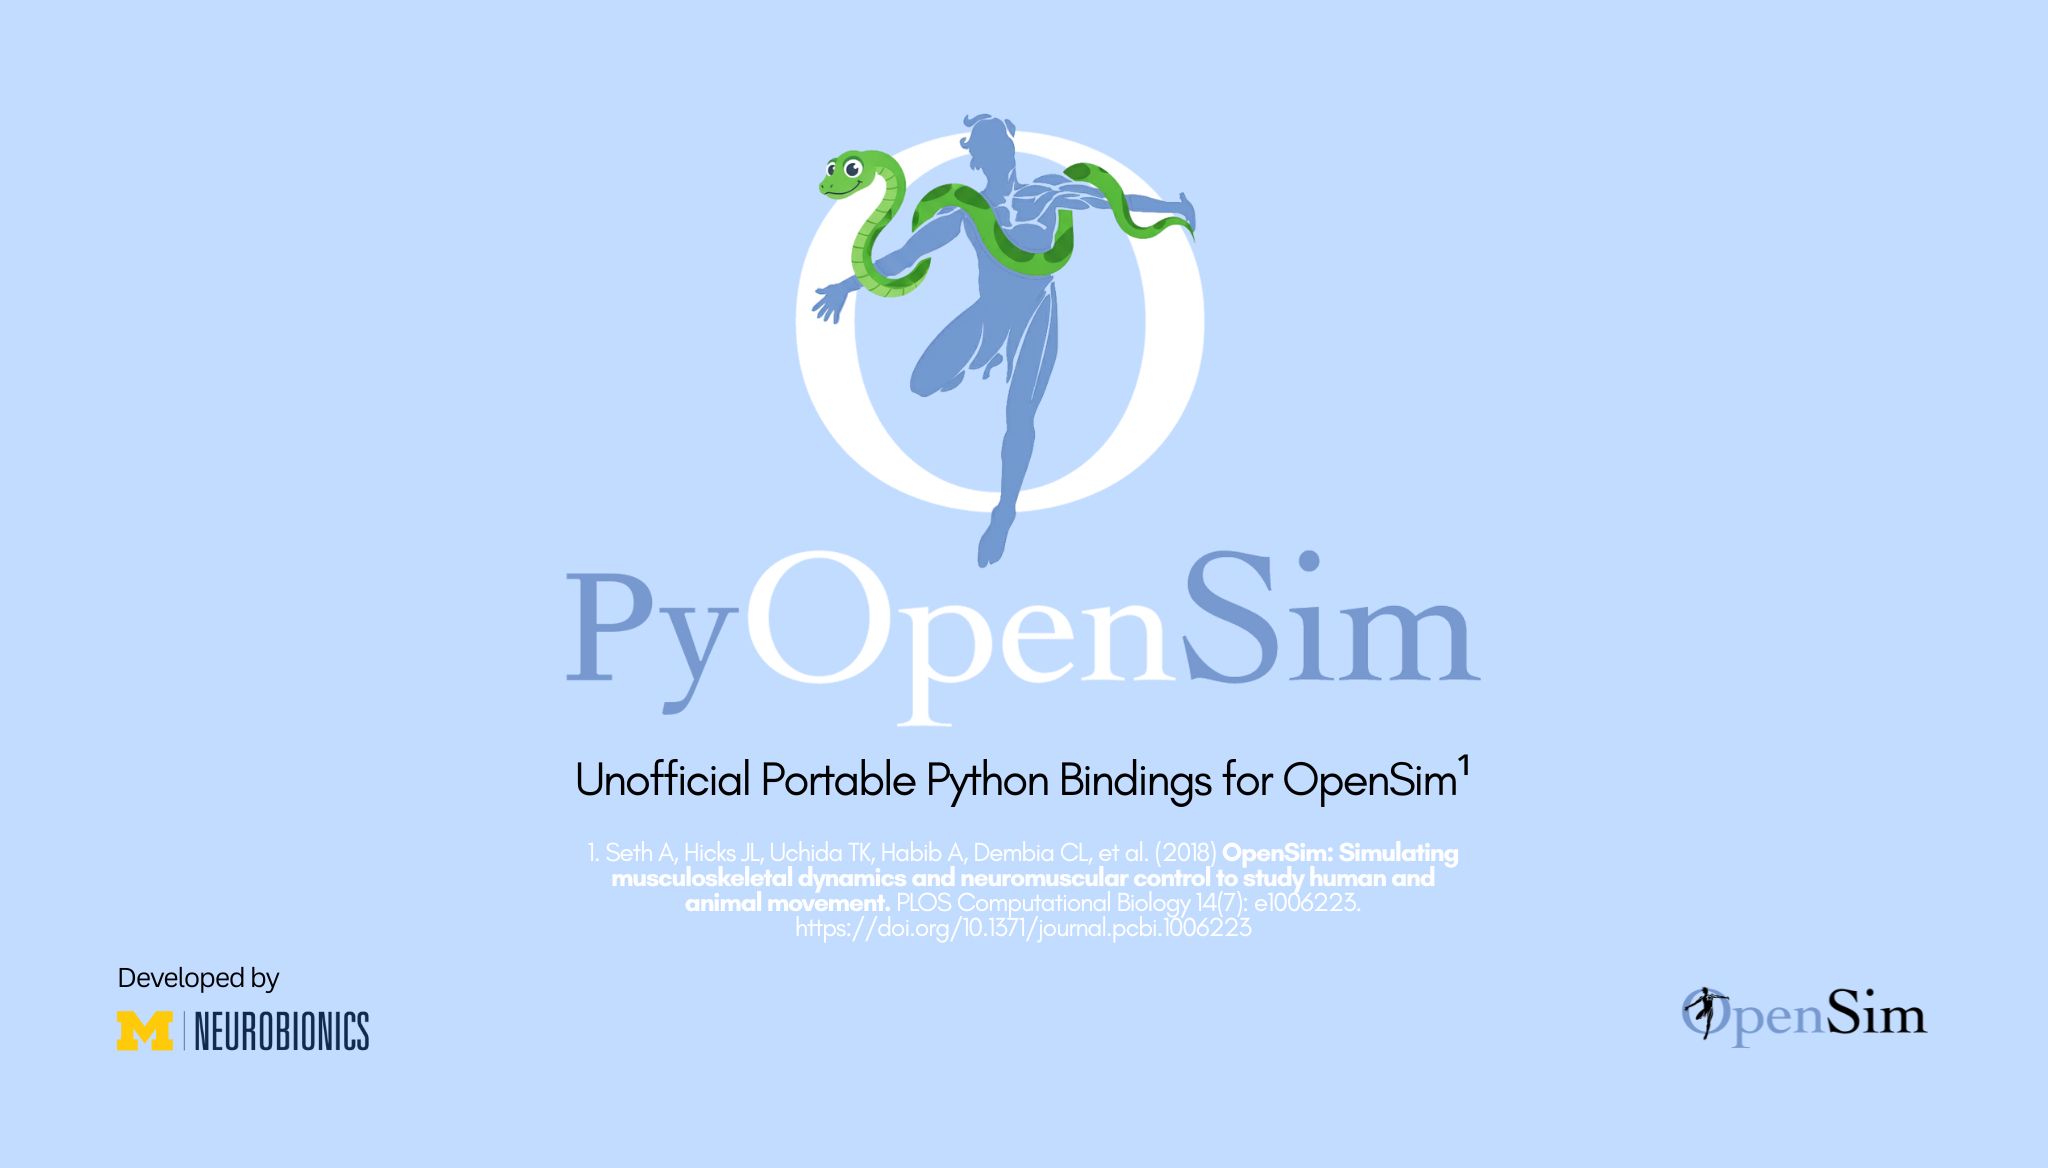 PyOpenSim
Unofficial Portable Python Bindings for OpenSim¹
1. Seth A, Hicks JL, Uchida TK, Habib A, Dembia CL, et al. (2018) OpenSim: Simulating
musculoskeletal dynamics and neuromuscular control to study human and
animal movement. PLOS Computational Biology 14(7): e1006223.
https://doi.org/10.1371/journal.pcbi.1006223
Developed by
M | NEUROBIONICS
OpenSim